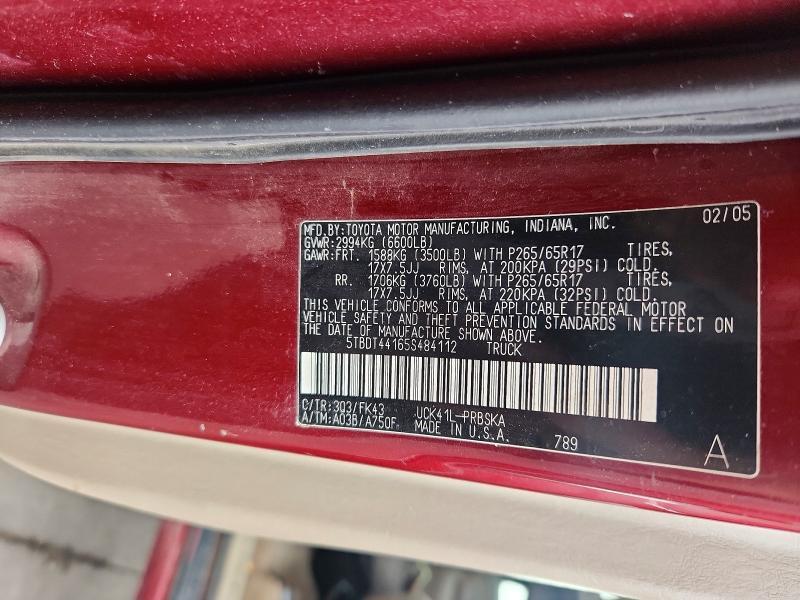 02/05
MFD.BY:TOYOTA MOTOR MANUFACTURING, INDIANA, INC.
GVWR:2994KG (6600LB)
GAWR:FRT. 1588KG (3500LB) WITH P265/65R17 TIRES,
17X7.5JJ RIMS, AT 200KPA (29PSI) COLD.
RR. 1706KG (3760LB) WITH P265/65R17 TIRES,
17X7.5JJ RIMS, AT 220KPA (32PSI) COLD.
THIS VEHICLE CONFORMS TO ALL APPLICABLE FEDERAL MOTOR
VEHICLE SAFETY AND THEFT PREVENTION STANDARDS IN EFFECT ON
THE DATE OF MANUFACTURE SHOWN ABOVE.
5TBDT44165S484112 TRUCK
C/TR:3Q3/FK43 UCK41L-PRBSKA
A/TM:A03B/A750F MADE IN U.S.A. 789
A